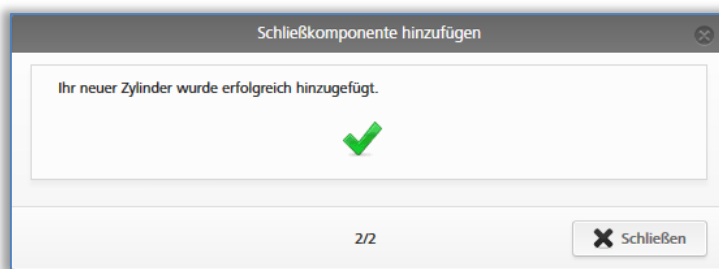 Schließkomponente hinzufügen
Ihr neuer Zylinder wurde erfolgreich hinzugefügt.
2/2
Schließen